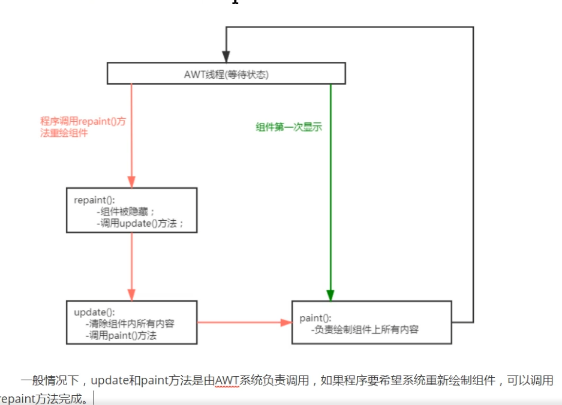 AWT线程(等待状态)
程序调用repaint()方
法重绘组件
组件第一次显示
repaint():
-组件被隐藏；
-调用update()方法；
update():
-清除组件内所有内容
-调用paint()方法
paint():
-负责绘制组件上所有内容
一般情况下，update和paint方法是由AWT系统负责调用，如果程序要希望系统重新绘制组件，可以调用
repaint方法完成。